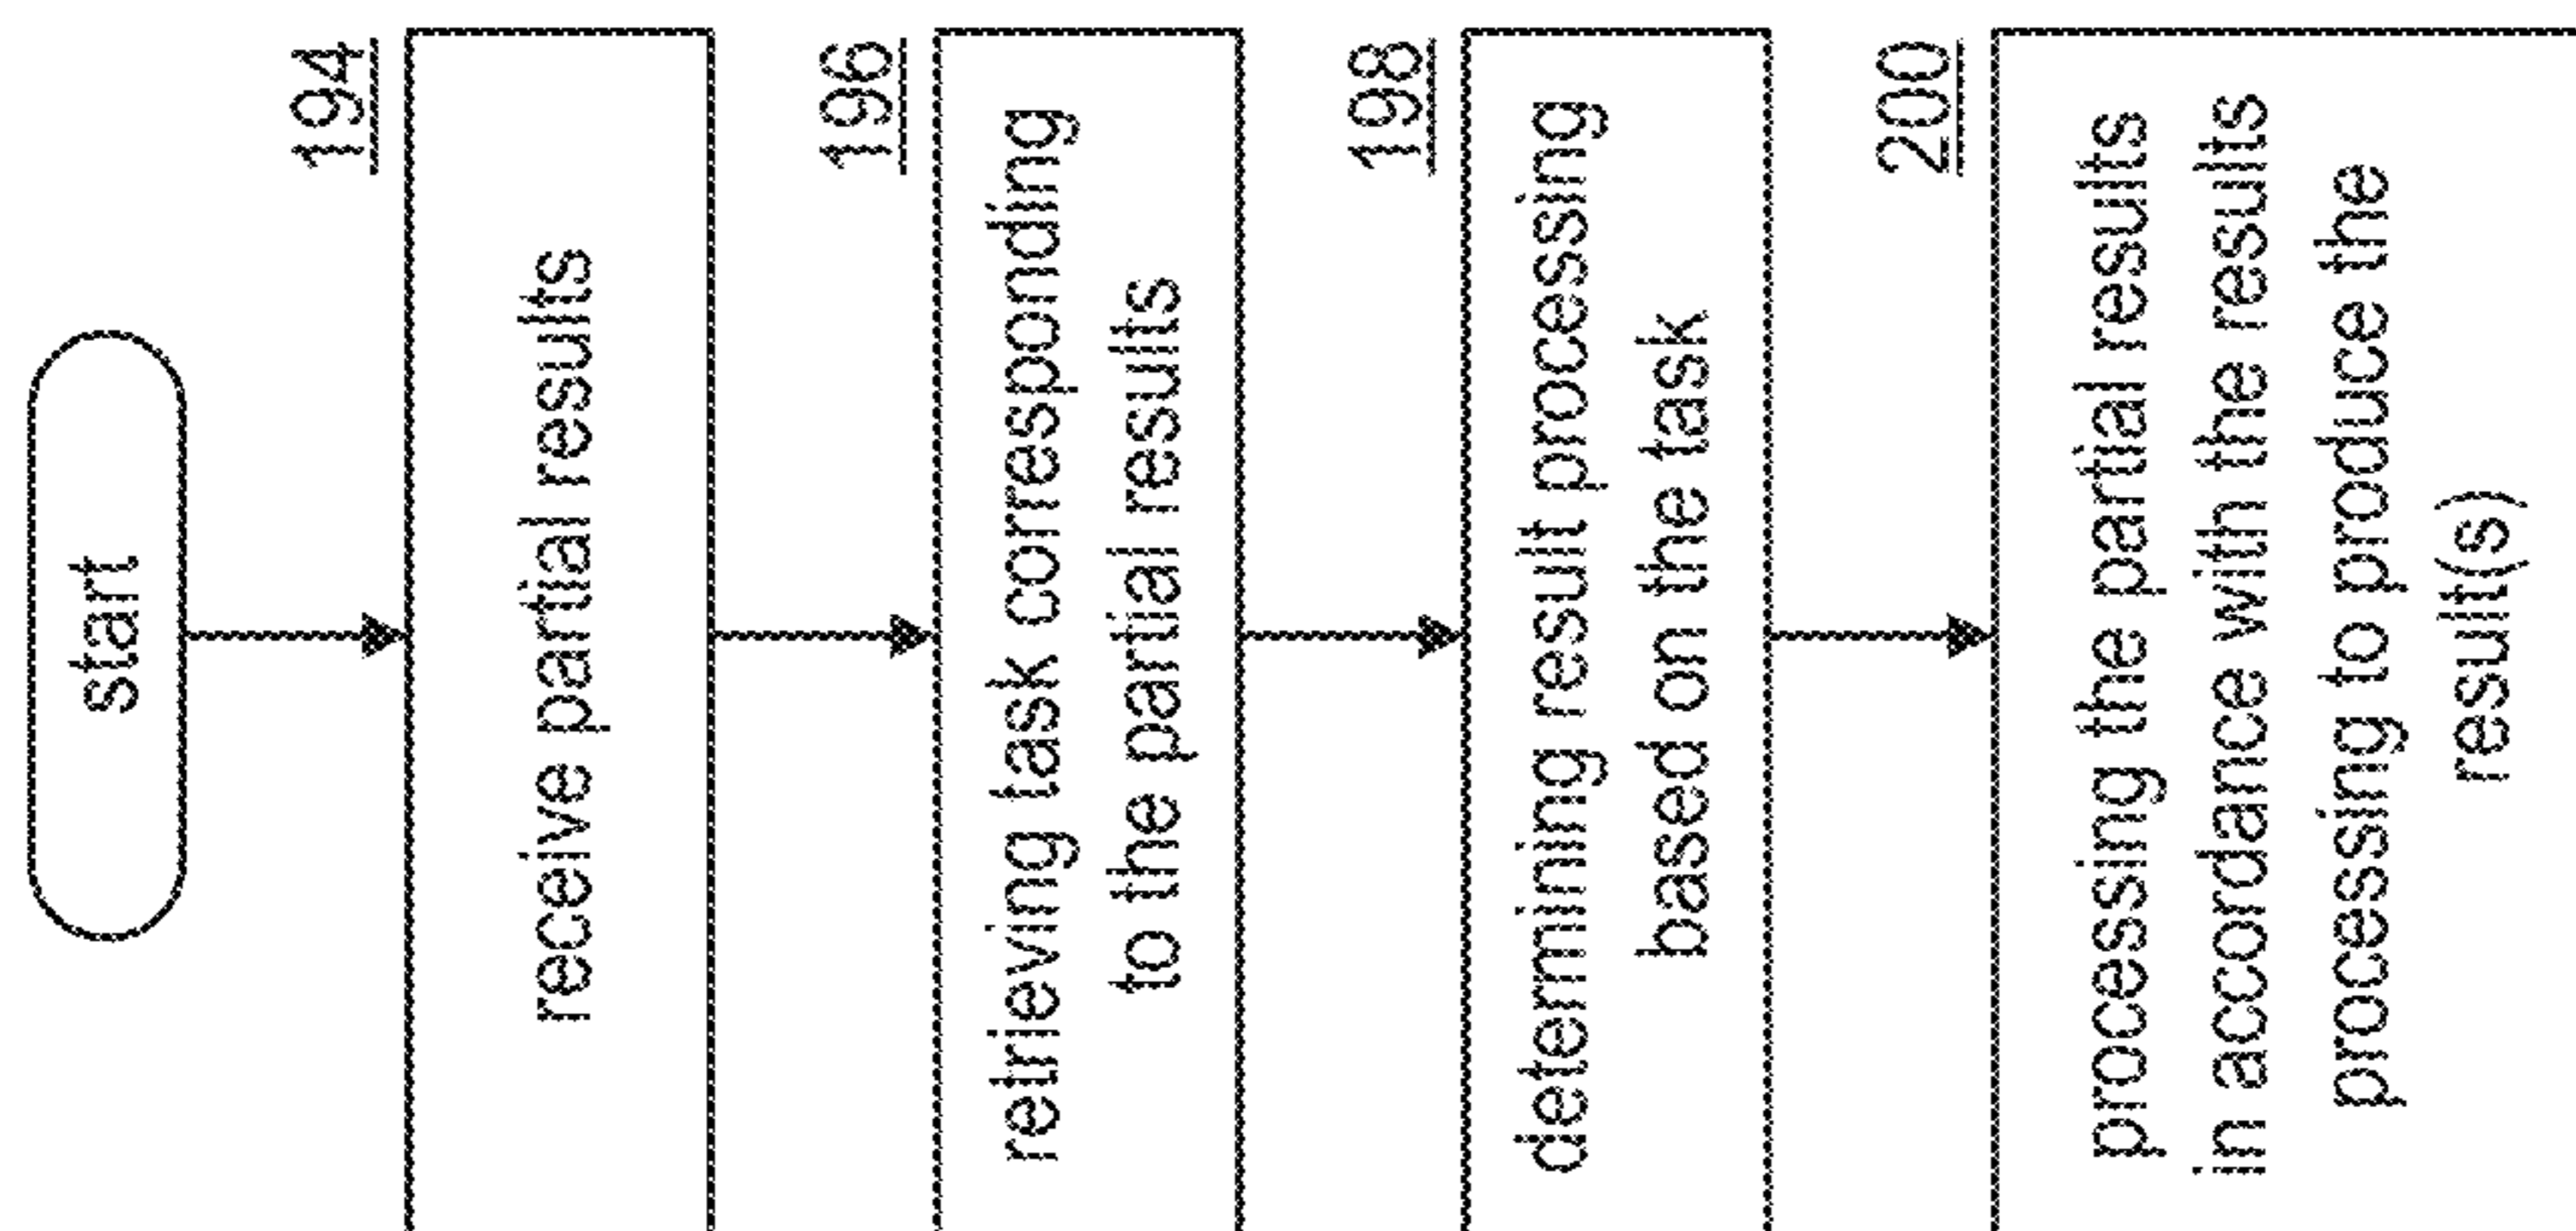 start
194
receive partial results
196
retrieving task corresponding
to the partial results
198
determining result processing
based on the task
200
processing the partial results
in accordance with the results
processing to produce the
result(s)